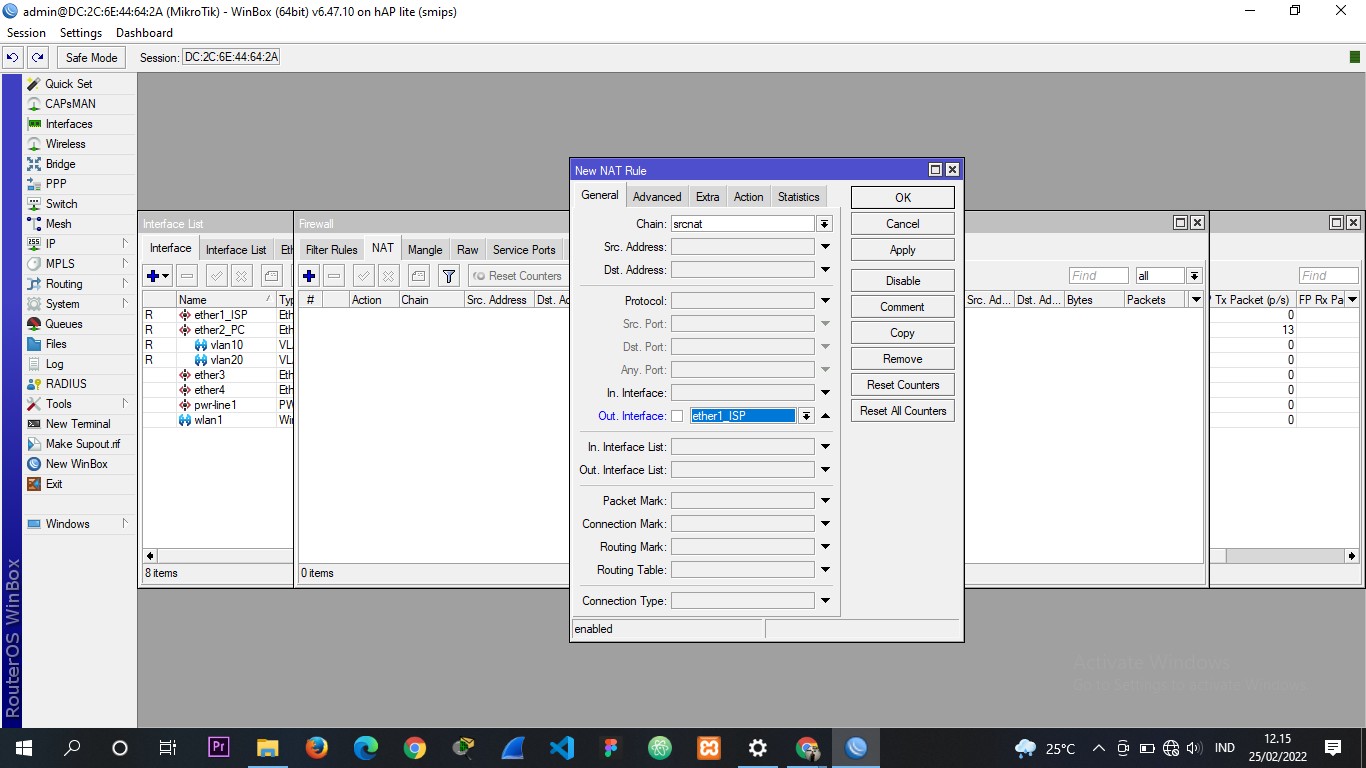 admin@DC:2C:6E:44:64:2A (MikroTik) - WinBox (64bit) v6.47.10 on hAP lite (smips)
Session Settings Dashboard
Safe Mode Session: DC:2C:6E:44:64:2A
Quick Set
CAPsMAN
Interfaces
Wireless
Bridge
PPP
Switch
Mesh
IP
MPLS
Routing
System
Queues
Files
Log
RADIUS
Tools
New Terminal
Make Supout.rif
New WinBox
Exit
Windows
RouterOS WinBox
Interface List
Interface Interface List Eth
Name Typ
R ether1_ISP Eth
R ether2_PC Eth
R vlan10 VL
R vlan20 VL
ether3 Eth
ether4 Eth
pwr-line1 PW
wlan1 Wir
8 items
Firewall
Filter Rules NAT Mangle Raw Service Ports
Reset Counters
Find all
# Action Chain Src. Address Dst. Ad
Src. Ad... Dst. Ad... Bytes Packets
0 items
New NAT Rule
General Advanced Extra Action Statistics
Chain: srcnat
Src. Address:
Dst. Address:
Protocol:
Src. Port:
Dst. Port:
Any. Port:
In. Interface:
Out. Interface: ether1_ISP
In. Interface List:
Out. Interface List:
Packet Mark:
Connection Mark:
Routing Mark:
Routing Table:
Connection Type:
enabled
OK
Cancel
Apply
Disable
Comment
Copy
Remove
Reset Counters
Reset All Counters
Find
Tx Packet (p/s) FP Rx Pa
0
13
0
0
0
0
0
0
Activate Windows
Go to Settings to activate Windows.
Pr
25°C IND
12.15
25/02/2022